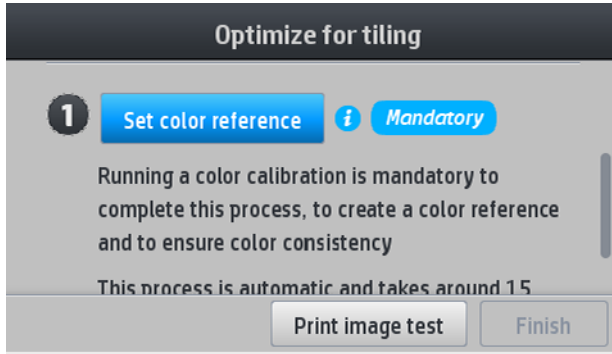 Optimize for tiling
1 Set color reference i Mandatory
Running a color calibration is mandatory to
complete this process, to create a color reference
and to ensure color consistency
This process is automatic and takes around 15
Print image test Finish